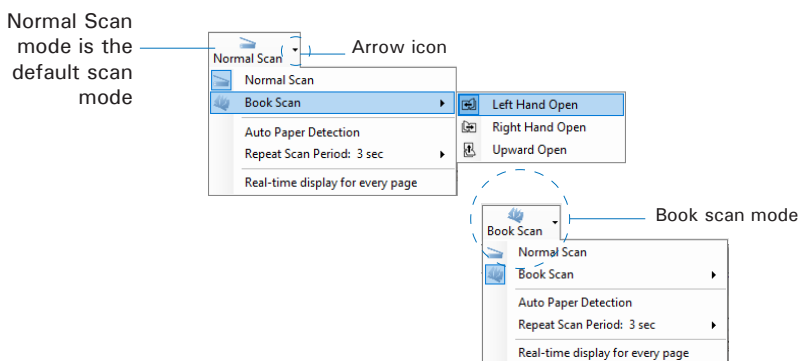 Normal Scan
mode is the
default scan
mode
Normal Scan
Arrow icon
Normal Scan
Book Scan
Auto Paper Detection
Repeat Scan Period: 3 sec
Real-time display for every page
Left Hand Open
Right Hand Open
Upward Open
Book Scan
Book scan mode
Normal Scan
Book Scan
Auto Paper Detection
Repeat Scan Period: 3 sec
Real-time display for every page